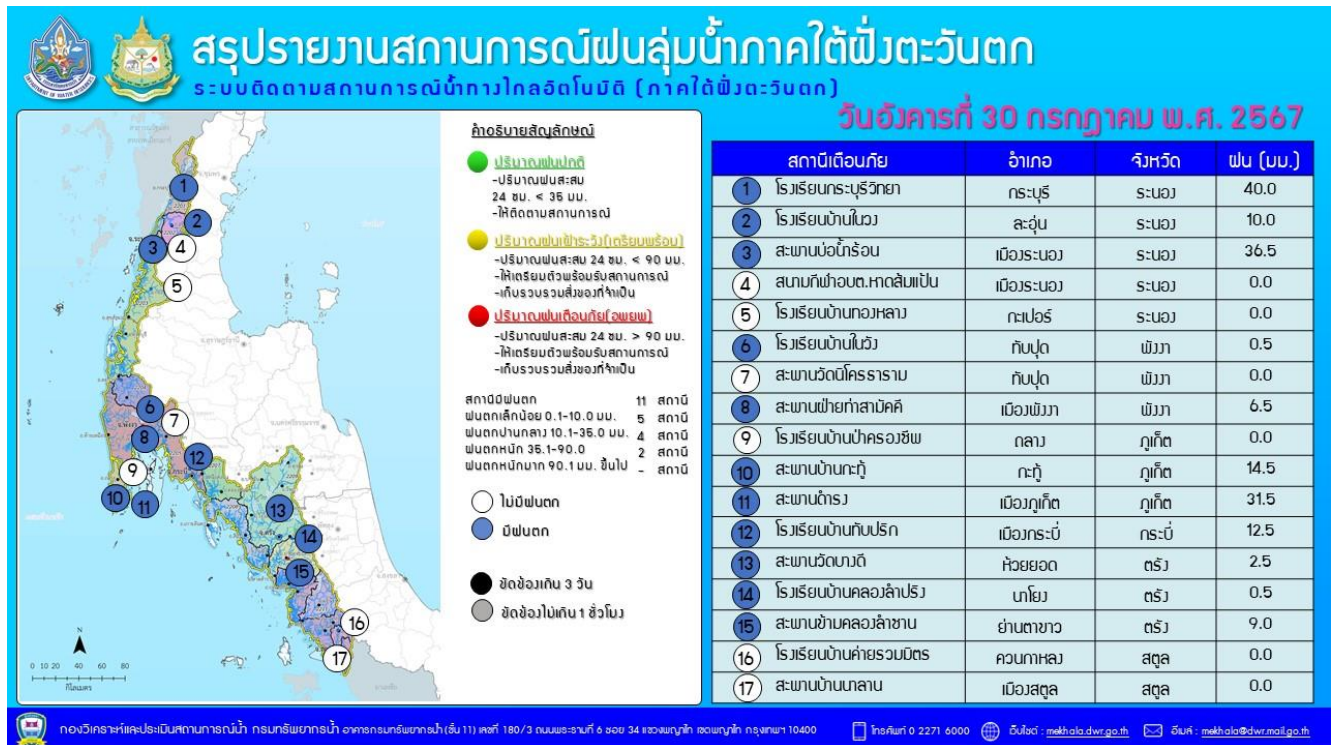 สรุปรายงานสถานการณ์ฝนลุ่มน้ำภาคใต้ฝั่งตะวันตก
ระบบติดตามสถานการณ์น้ำทางไกลอัตโนมัติ (ภาคใต้ฝั่งตะวันตก)
วันอังคารที่ 30 กรกฎาคม พ.ศ. 2567
คำอธิบายสัญลักษณ์
ปริมาณฝนปกติ
-ปริมาณฝนสะสม
24 ชม. < 35 มม.
-ให้ติดตามสถานการณ์
ปริมาณฝนเฝ้าระวัง(เตรียมพร้อม)
-ปริมาณฝนสะสม 24 ชม. < 90 มม.
-ให้เตรียมตัวพร้อมรับสถานการณ์
-เก็บรวบรวมสิ่งของที่จำเป็น
ปริมาณฝนเตือนภัย(อพยพ)
-ปริมาณฝนสะสม 24 ชม. > 90 มม.
-ให้เตรียมตัวพร้อมรับสถานการณ์
-เก็บรวบรวมสิ่งของที่จำเป็น
สถานีมีฝนตก 11 สถานี
ฝนตกเล็กน้อย 0.1-10.0 มม. 5 สถานี
ฝนตกปานกลาง 10.1-35.0 มม. 4 สถานี
ฝนตกหนัก 35.1-90.0 2 สถานี
ฝนตกหนักมาก 90.1 มม. ขึ้นไป - สถานี
ไม่มีฝนตก
มีฝนตก
ขัดข้องเกิน 3 วัน
ขัดข้องไม่เกิน 1 ชั่วโมง
1
2
3 4
5
6
7
8
9
12
10 11
13
14
15
16
17
N
0 10 20 40 60 80
กิโลเมตร
สถานีเตือนภัย อำเภอ จังหวัด ฝน (มม.)
1 โรงเรียนกระบุรีวิทยา กระบุรี ระนอง 40.0
2 โรงเรียนบ้านในวง ละอุ่น ระนอง 10.0
3 สะพานบ่อน้ำร้อน เมืองระนอง ระนอง 36.5
4 สนามกีฬาอบต.หาดส้มแป้น เมืองระนอง ระนอง 0.0
5 โรงเรียนบ้านทองหลาง กะเปอร์ ระนอง 0.0
6 โรงเรียนบ้านในวัง ทับปุด พังงา 0.5
7 สะพานวัดนิโครธาราม ทับปุด พังงา 0.0
8 สะพานฝ่ายท่าสามัคคี เมืองพังงา พังงา 6.5
9 โรงเรียนบ้านป่าครองชีพ ถลาง ภูเก็ต 0.0
10 สะพานบ้านกะทู้ กะทู้ ภูเก็ต 14.5
11 สะพานดำรง เมืองภูเก็ต ภูเก็ต 31.5
12 โรงเรียนบ้านทับปริก เมืองกระบี่ กระบี่ 12.5
13 สะพานวัดบางดี ห้วยยอด ตรัง 2.5
14 โรงเรียนบ้านคลองลำปริง นาโยง ตรัง 0.5
15 สะพานข้ามคลองลำชาน ย่านตาขาว ตรัง 9.0
16 โรงเรียนบ้านค่ายรวมมิตร ควนกาหลง สตูล 0.0
17 สะพานบ้านนาลาน เมืองสตูล สตูล 0.0
กองวิเคราะห์และประเมินสถานการณ์น้ำ กรมทรัพยากรน้ำ อาคารกรมทรัพยากรน้ำ (ชั้น 11) เลขที่ 180/3 ถนนพระรามที่ 6 ซอย 34 แขวงพญาไท เขตพญาไท กรุงเทพฯ 10400 โทรศัพท์ 0 2271 6000 เว็บไซต์ : mekhala.dwr.go.th อีเมล์ : mekhala@dwr.mail.go.th